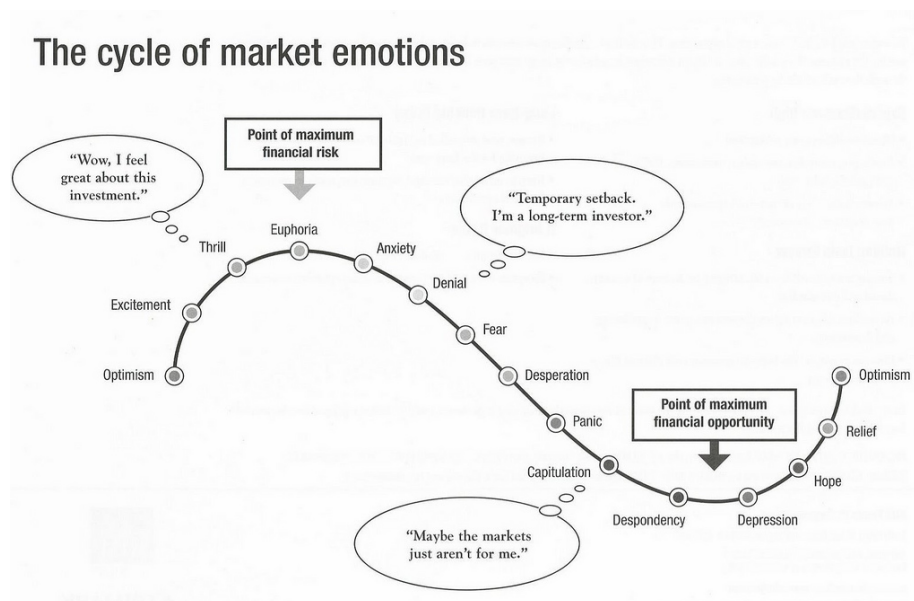 The cycle of market emotions
Point of maximum
financial risk
“Wow, I feel
great about this
investment.”
“Temporary setback.
I’m a long-term investor.”
Euphoria
Thrill
Anxiety
Denial
Excitement
Fear
Optimism
Desperation
Optimism
Point of maximum
financial opportunity
Panic
Relief
Capitulation
Hope
Despondency
Depression
“Maybe the markets
just aren’t for me.”